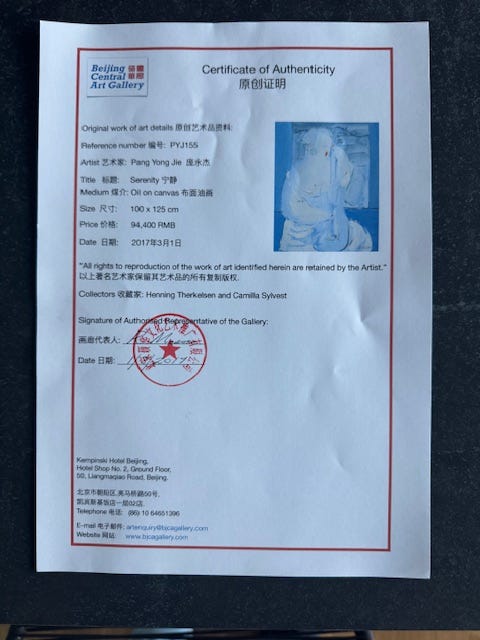 Beijing
Central
Art Gallery
Certificate of Authenticity
原创证明
Original work of art details 原创艺术品资料:
Reference number 编号: PYJ155
Artist 艺术家: Pang Yong Jie 庞永杰
Title 标题: Serenity 宁静
Medium 媒介: Oil on canvas 布面油画
Size 尺寸: 100 x 125 cm
Price 价格: 94,400 RMB
Date 日期: 2017年3月1日
"All rights to reproduction of the work of art identified herein are retained by the Artist."
以上著名艺术家保留其艺术品的所有复制版权.
Collectors 收藏家: Henning Therkelsen and Camilla Sylvest
Signature of Authorised Representative of the Gallery:
画廊代表人:
Date 日期: 2017
Kempinski Hotel Beijing,
Hotel Shop No. 2, Ground Floor,
50, Liangmaqiao Road, Beijing.
北京市朝阳区,亮马桥路50号,
凯宾斯基饭店一层02店.
Telephone 电话: (86) 10 64651396
E-mail 电子邮件: artenquiry@bjcagallery.com
Website 网站: www.bjcagallery.com